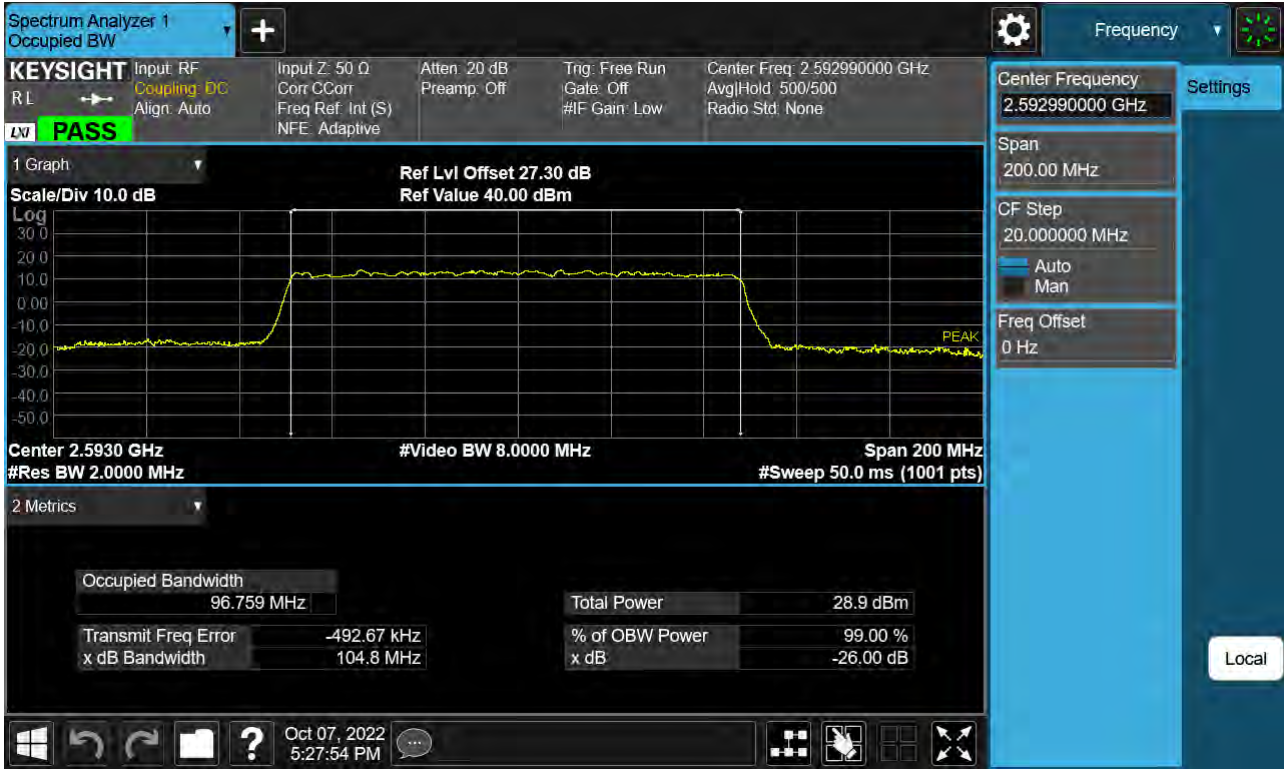 Spectrum Analyzer 1
Occupied BW
+
Frequency
KEYSIGHT
RL
LXI
PASS
Input: RF
Coupling: DC
Align: Auto
Input Z: 50 Ω
Corr CCorr
Freq Ref: Int (S)
NFE: Adaptive
Atten: 20 dB
Preamp: Off
Trig: Free Run
Gate: Off
#IF Gain: Low
Center Freq: 2.592990000 GHz
Avg|Hold: 500/500
Radio Std: None
Center Frequency
2.592990000 GHz
Settings
Span
200.00 MHz
CF Step
20.000000 MHz
Auto
Man
Freq Offset
0 Hz
Local
1 Graph
Scale/Div 10.0 dB
Ref Lvl Offset 27.30 dB
Ref Value 40.00 dBm
Log
30.0
20.0
10.0
0.00
-10.0
-20.0
-30.0
-40.0
-50.0
PEAK
Center 2.5930 GHz
#Video BW 8.0000 MHz
Span 200 MHz
#Res BW 2.0000 MHz
#Sweep 50.0 ms (1001 pts)
2 Metrics
Occupied Bandwidth
96.759 MHz
Total Power 28.9 dBm
Transmit Freq Error -492.67 kHz
% of OBW Power 99.00 %
x dB Bandwidth 104.8 MHz
x dB -26.00 dB
?
Oct 07, 2022
5:27:54 PM